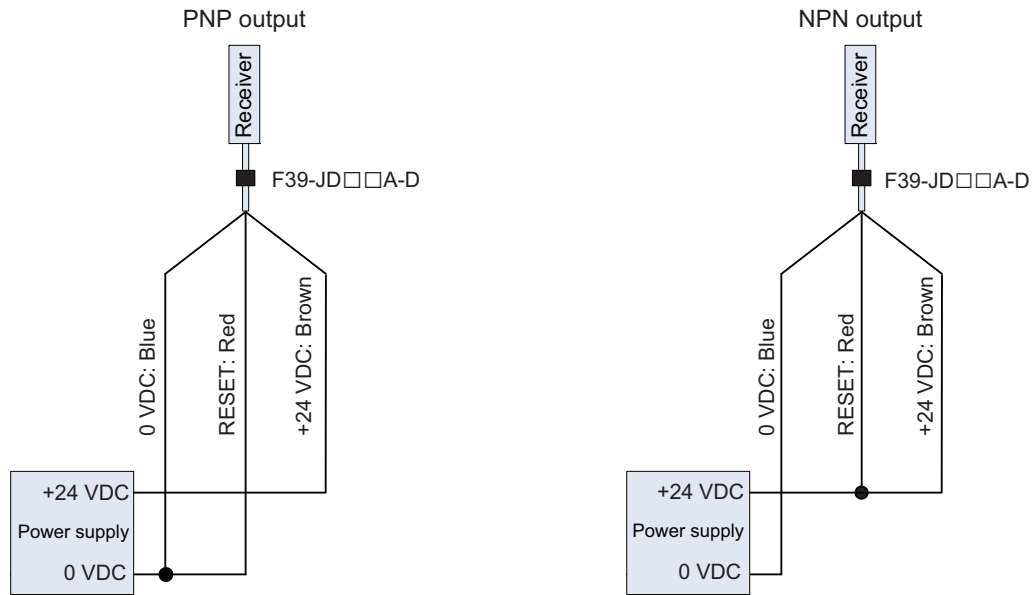 PNP output
Receiver
F39-JD□□A-D
0 VDC: Blue
RESET: Red
+24 VDC: Brown
+24 VDC
Power supply
0 VDC
NPN output
Receiver
F39-JD□□A-D
0 VDC: Blue
RESET: Red
+24 VDC: Brown
+24 VDC
Power supply
0 VDC